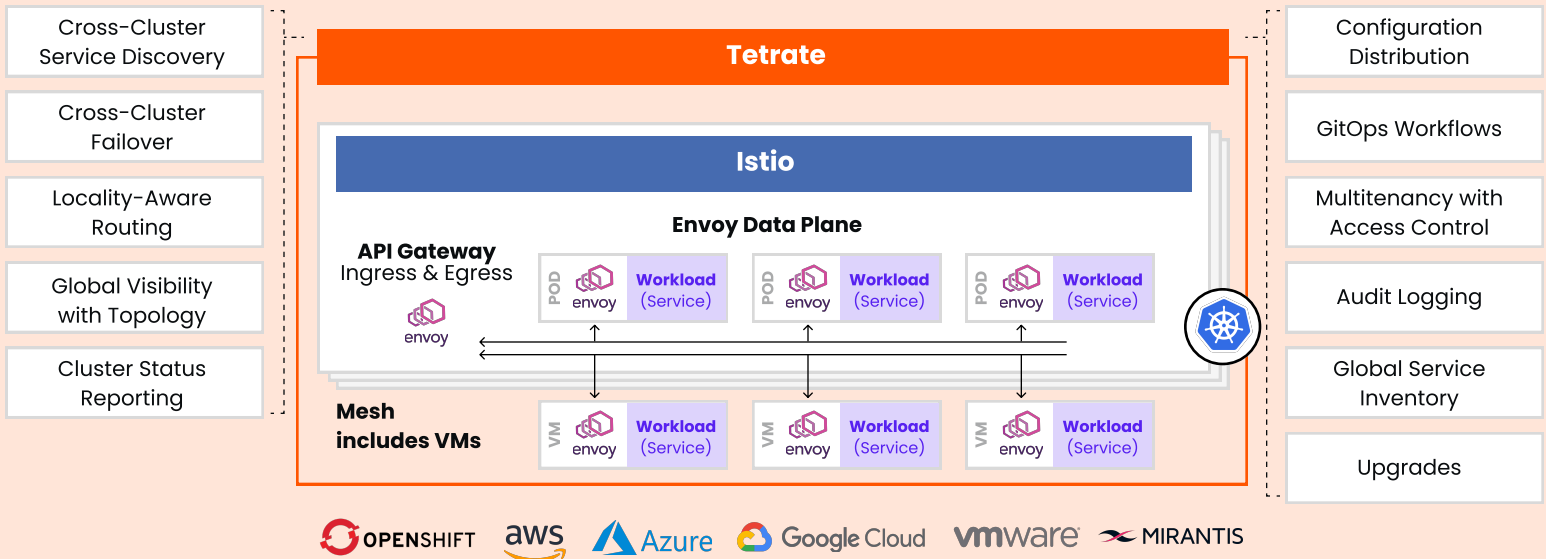 Cross-Cluster
Service Discovery
Cross-Cluster
Failover
Locality-Aware
Routing
Global Visibility
with Topology
Cluster Status
Reporting
Tetrate
Istio
Envoy Data Plane
API Gateway
Ingress & Egress
envoy
POD
envoy
Workload
(Service)
POD
envoy
Workload
(Service)
POD
envoy
Workload
(Service)
Mesh
includes VMs
VM
envoy
Workload
(Service)
VM
envoy
Workload
(Service)
VM
envoy
Workload
(Service)
Configuration
Distribution
GitOps Workflows
Multitenancy with
Access Control
Audit Logging
Global Service
Inventory
Upgrades
OPENSHIFT
aws
Azure
Google Cloud
vmware
MIRANTIS